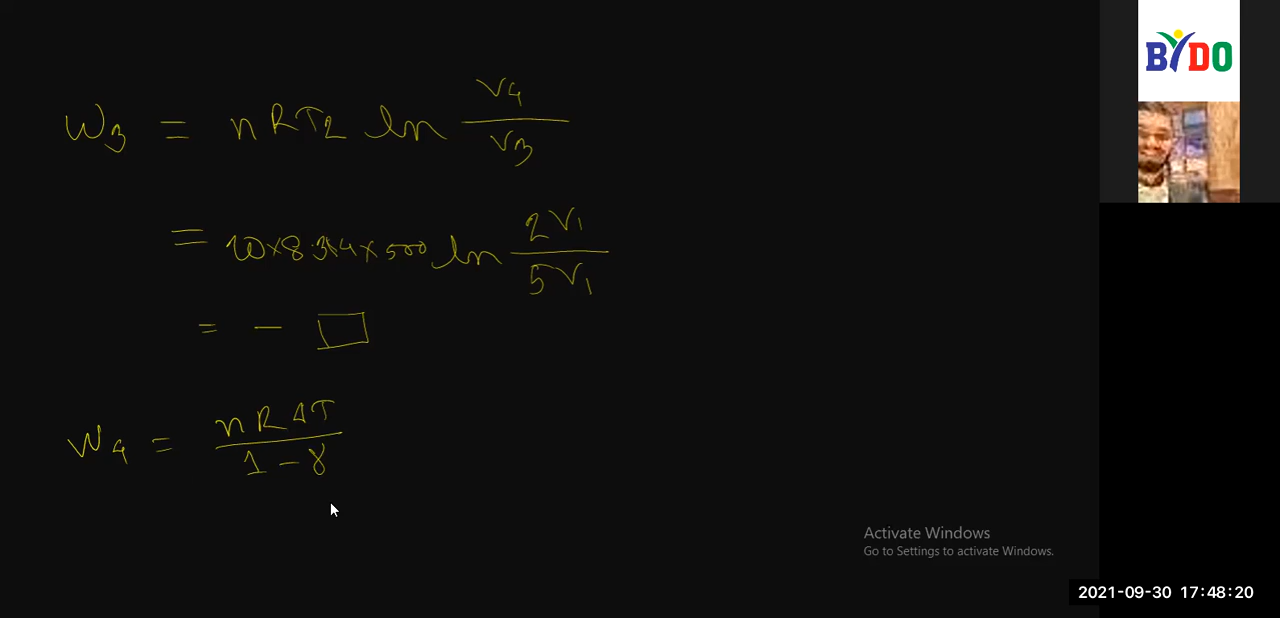 W3 = nRT2 ln V4/V3
= 10×8.314×500 ln 2V1/5V1
= - □
W4 = nRΔT/1-γ
BYDO
Activate Windows
Go to Settings to activate Windows.
2021-09-30 17:48:20